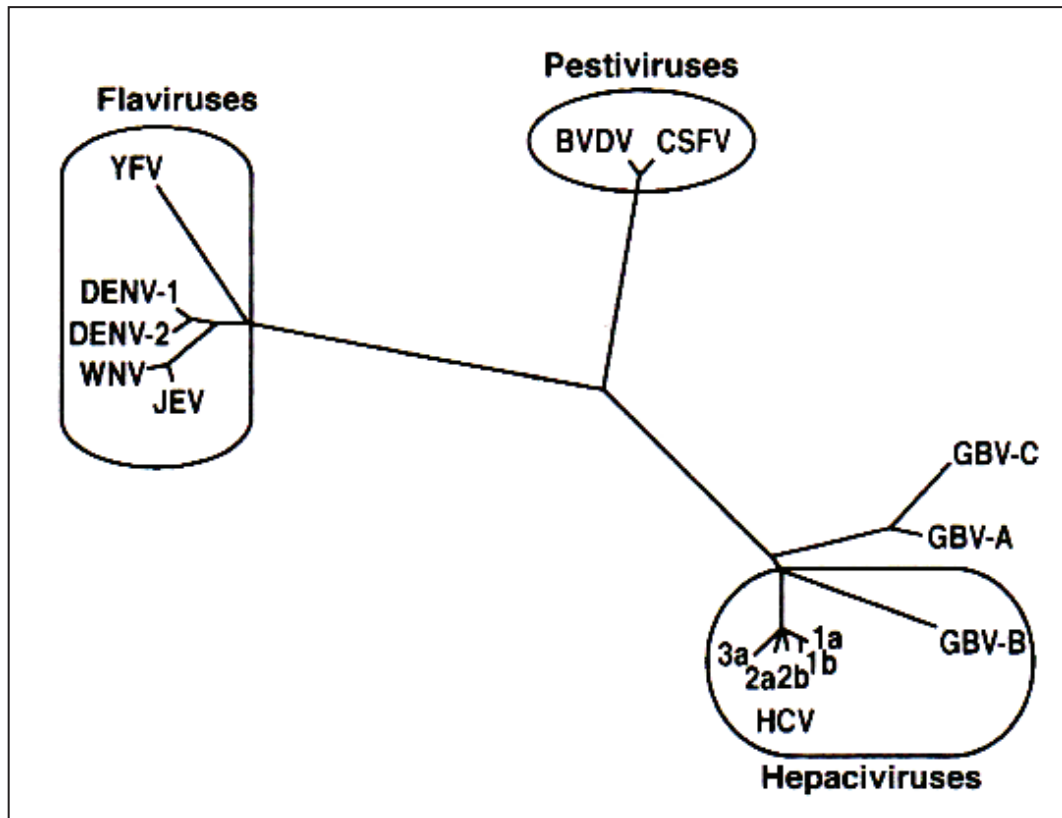 Pestiviruses
Flaviruses
BVDV CSFV
YFV
DENV-1
DENV-2
WNV
JEV
GBV-C
GBV-A
GBV-B
3a 1a
2a2b 1b
HCV
Hepaciviruses